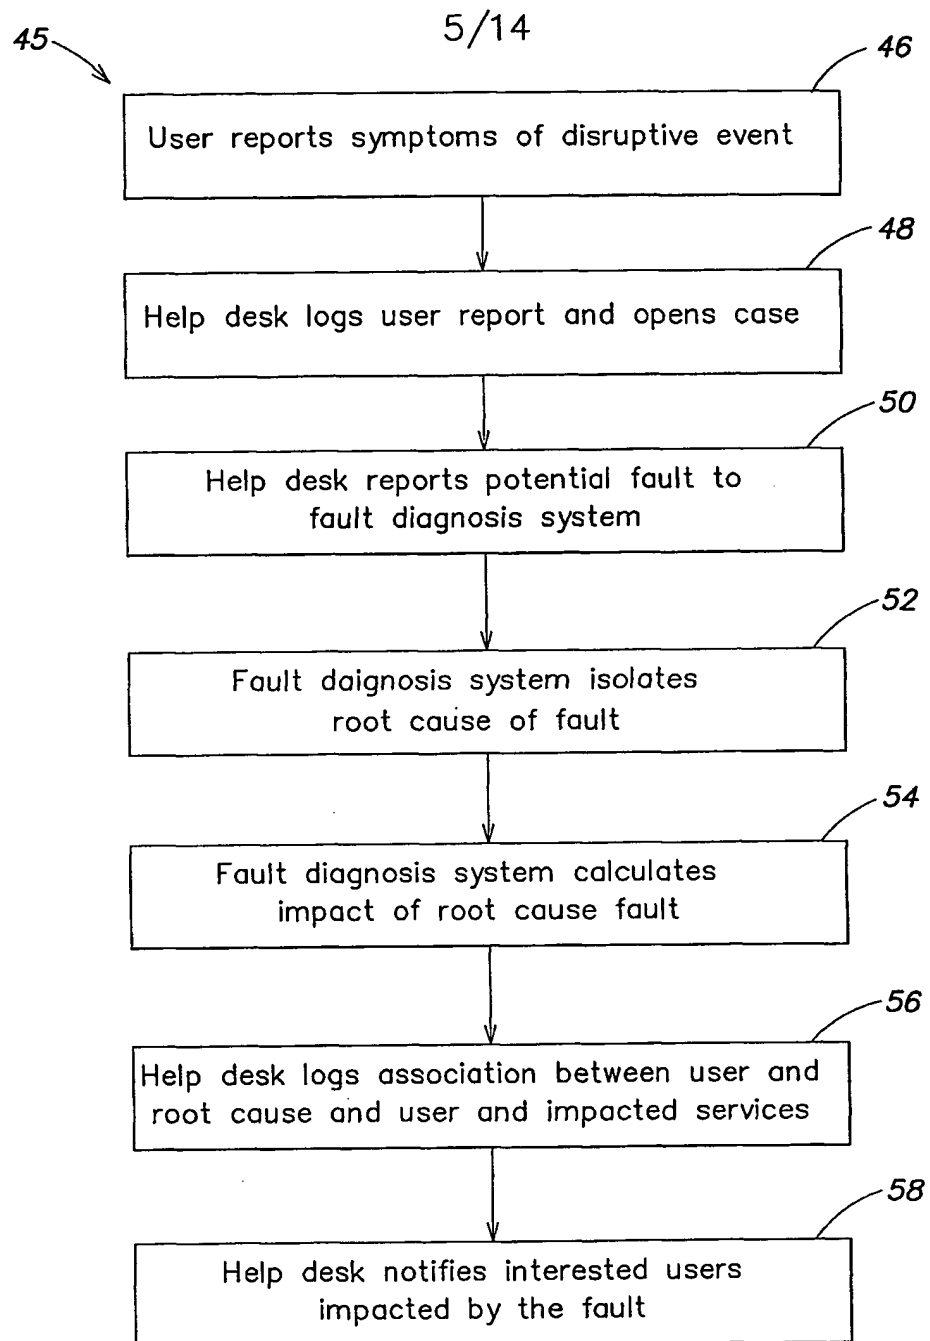 5/14
45
46
User reports symptoms of disruptive event
48
Help desk logs user report and opens case
50
Help desk reports potential fault to
fault diagnosis system
52
Fault daignosis system isolates
root cause of fault
54
Fault diagnosis system calculates
impact of root cause fault
56
Help desk logs association between user and
root cause and user and impacted services
58
Help desk notifies interested users
impacted by the fault